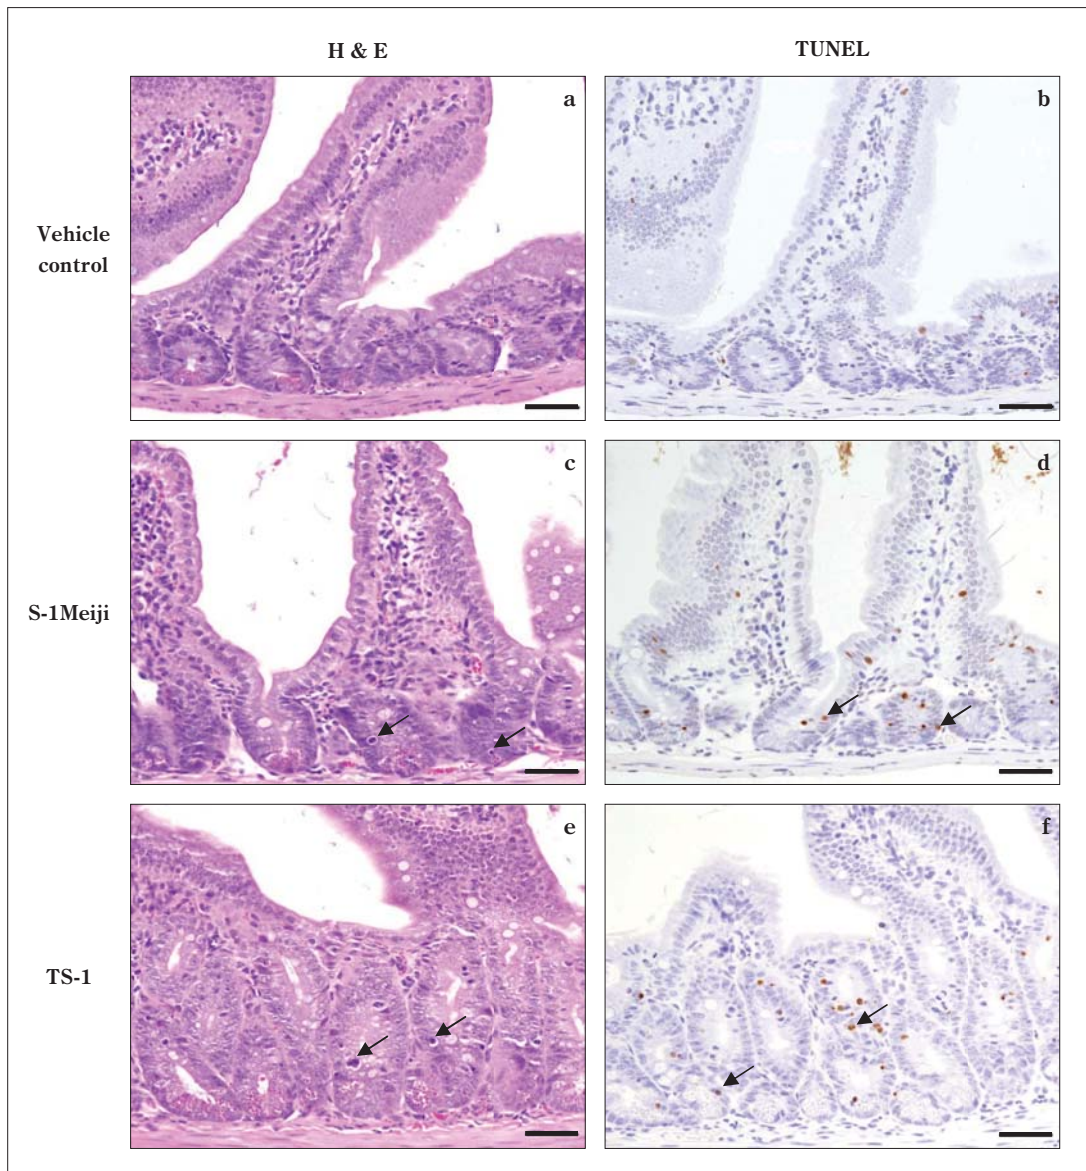 H & E
TUNEL
a
b
Vehicle
control
c
d
S-1Meiji
e
f
TS-1